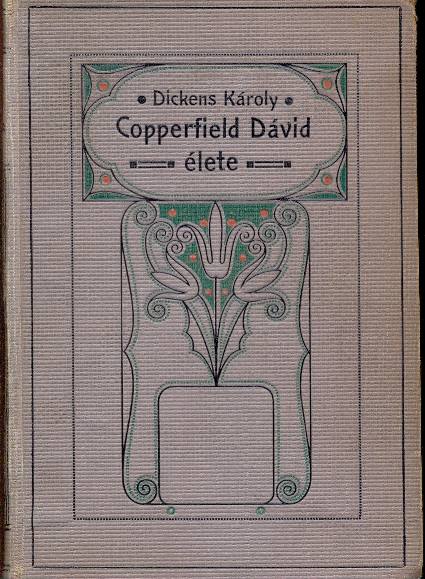 Dickens Károly
Copperfield Dávid
élete